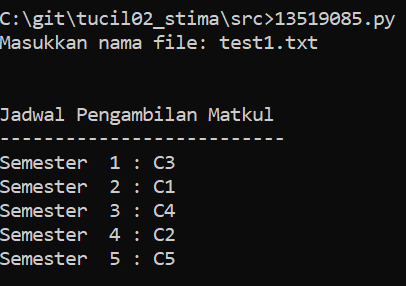 C:\git\tucil02_stima\src>13519085.py
Masukkan nama file: test1.txt
Jadwal Pengambilan Matkul
--------------------------
Semester  1 : C3
Semester  2 : C1
Semester  3 : C4
Semester  4 : C2
Semester  5 : C5